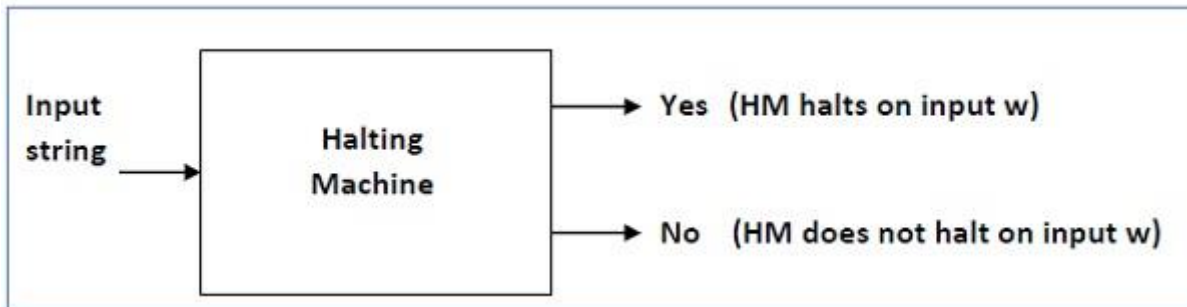 Input
string
Halting
Machine
Yes (HM halts on input w)
No (HM does not halt on input w)